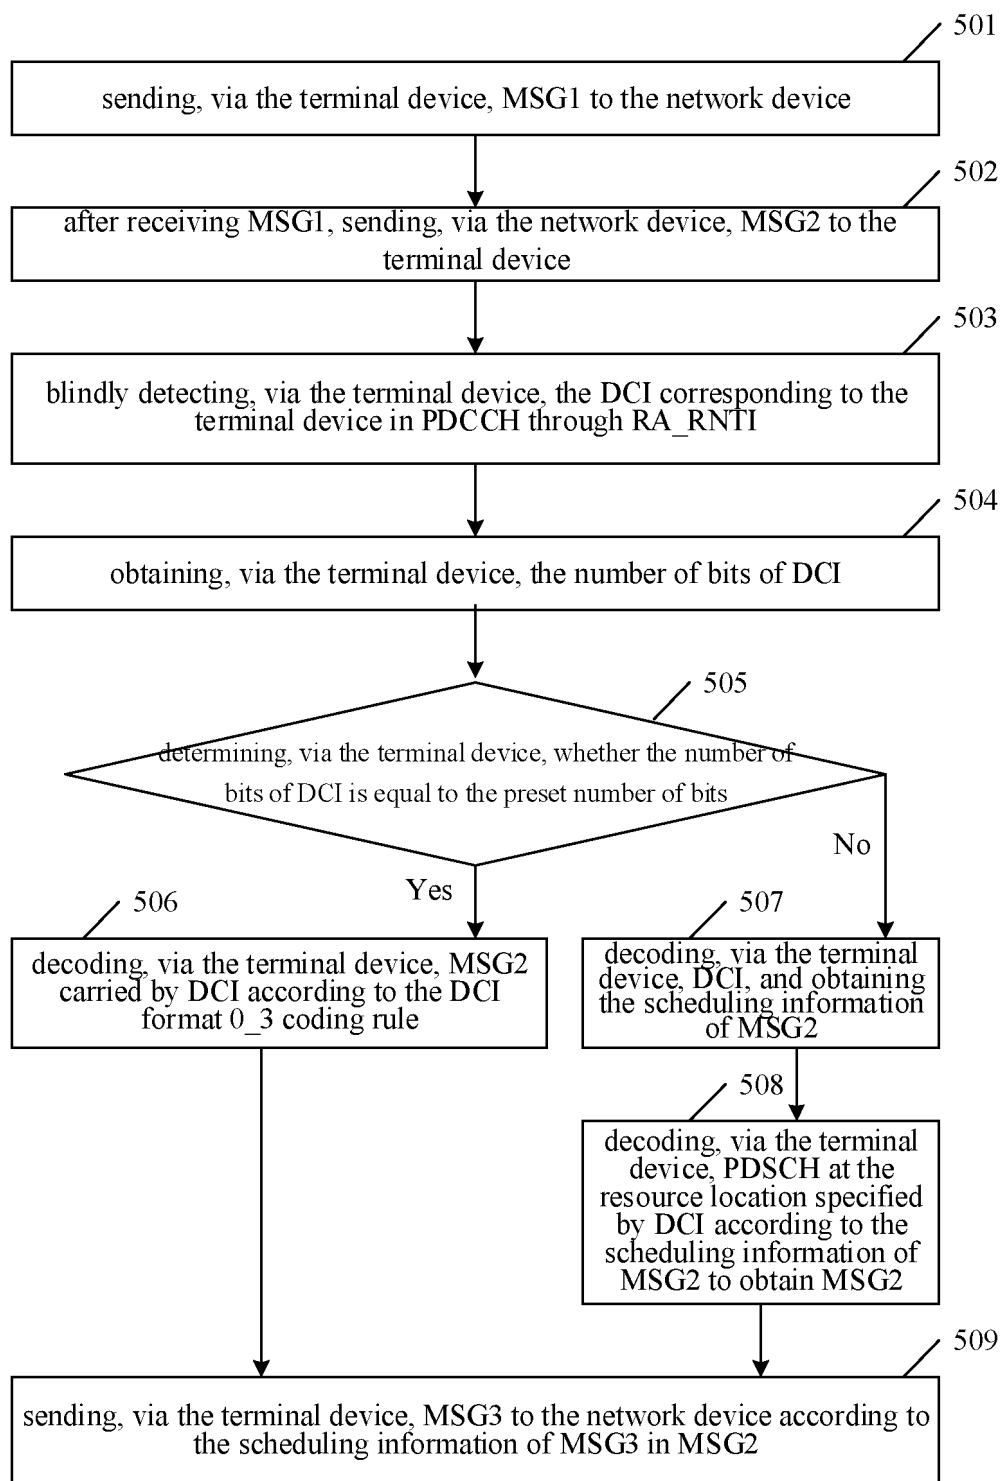 501
sending, via the terminal device, MSG1 to the network device
502
after receiving MSG1, sending, via the network device, MSG2 to the
terminal device
503
blindly detecting, via the terminal device, the DCI corresponding to the
terminal device in PDCCH through RA_RNTI
504
obtaining, via the terminal device, the number of bits of DCI
505
determining, via the terminal device, whether the number of
bits of DCI is equal to the preset number of bits
No
Yes
506
decoding, via the terminal device, MSG2
carried by DCI according to the DCI
format 0_3 coding rule
507
decoding, via the terminal
device, DCI, and obtaining
the scheduling information
of MSG2
508
decoding, via the terminal
device, PDSCH at the
resource location specified
by DCI according to the
scheduling information of
MSG2 to obtain MSG2
509
sending, via the terminal device, MSG3 to the network device according to
the scheduling information of MSG3 in MSG2